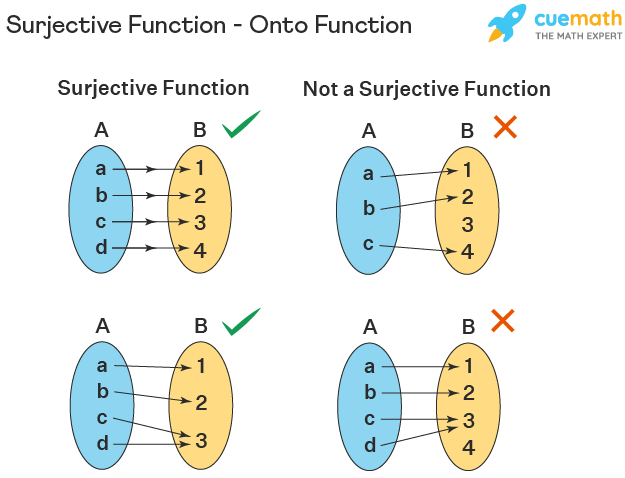 Surjective Function - Onto Function
cuemath
THE MATH EXPERT
Surjective Function
Not a Surjective Function
A B
a 1
b 2
c 3
d 4
A B
a 1
b 2
3
c 4
A B
a 1
b 2
c
d 3
A B
a 1
b 2
c 3
d 4